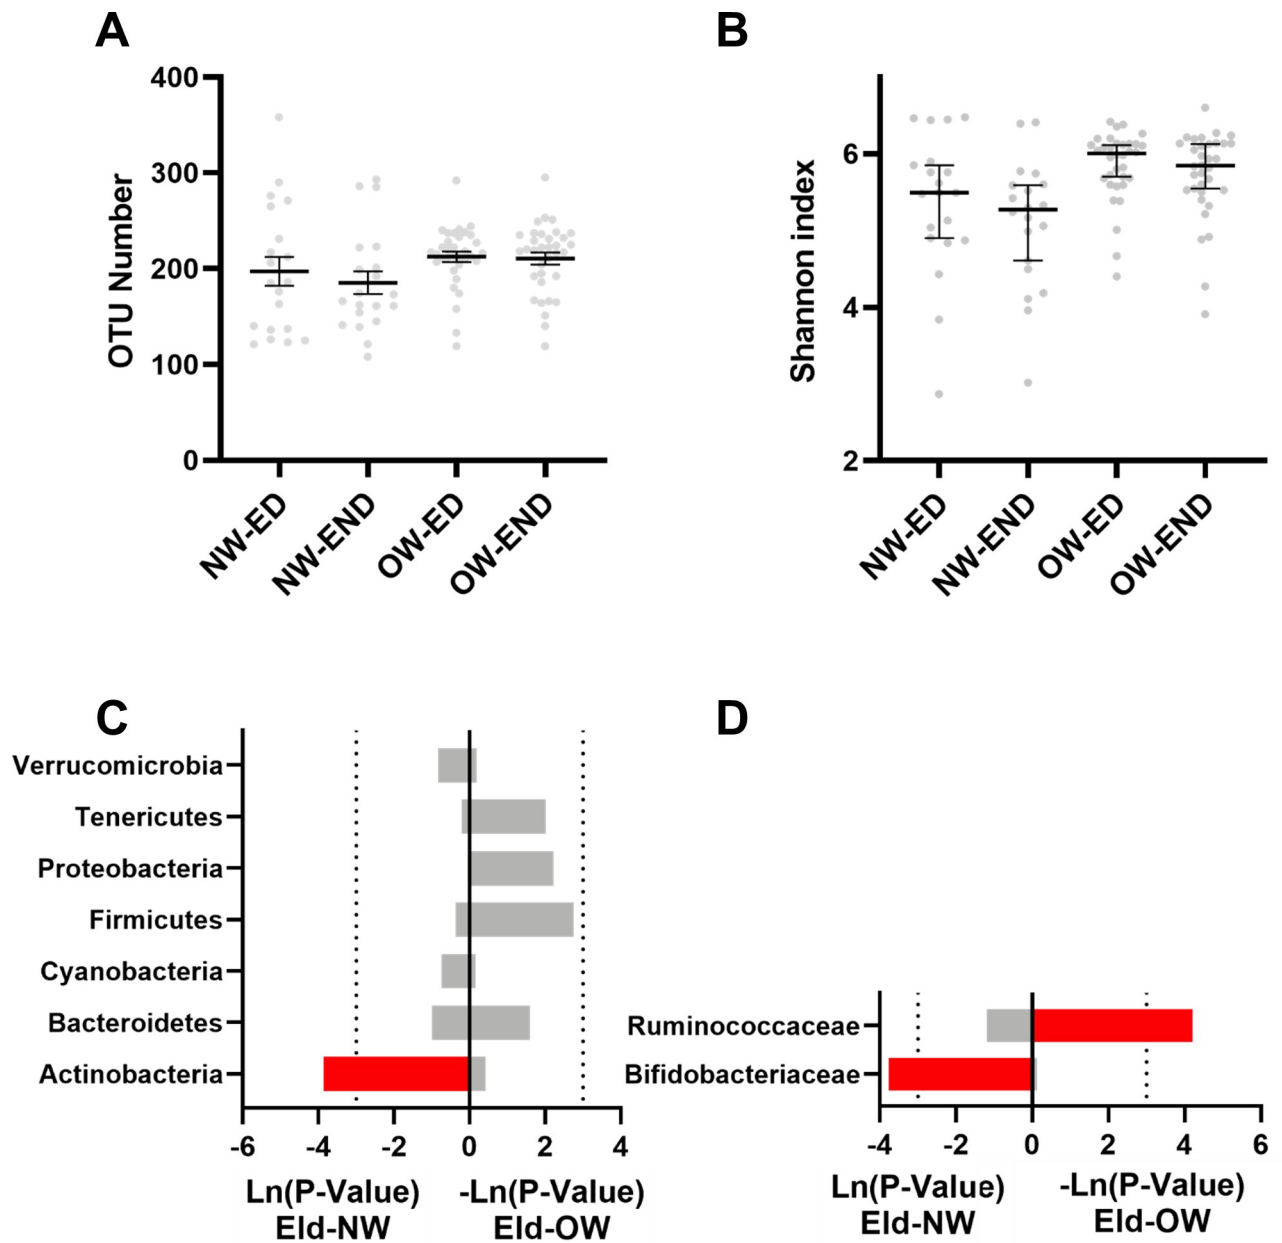 A
B
400
300
200
100
0
OTU Number
NW-ED
NW-END
OW-ED
OW-END
6
4
2
Shannon index
NW-ED
NW-END
OW-ED
OW-END
C
D
Verrucomicrobia
Tenericutes
Proteobacteria
Firmicutes
Cyanobacteria
Bacteroidetes
Actinobacteria
-6 -4 -2 0 2 4
Ln(P-Value) -Ln(P-Value)
Eld-NW Eld-OW
Ruminococcaceae
Bifidobacteriaceae
-4 -2 0 2 4 6
Ln(P-Value) -Ln(P-Value)
Eld-NW Eld-OW